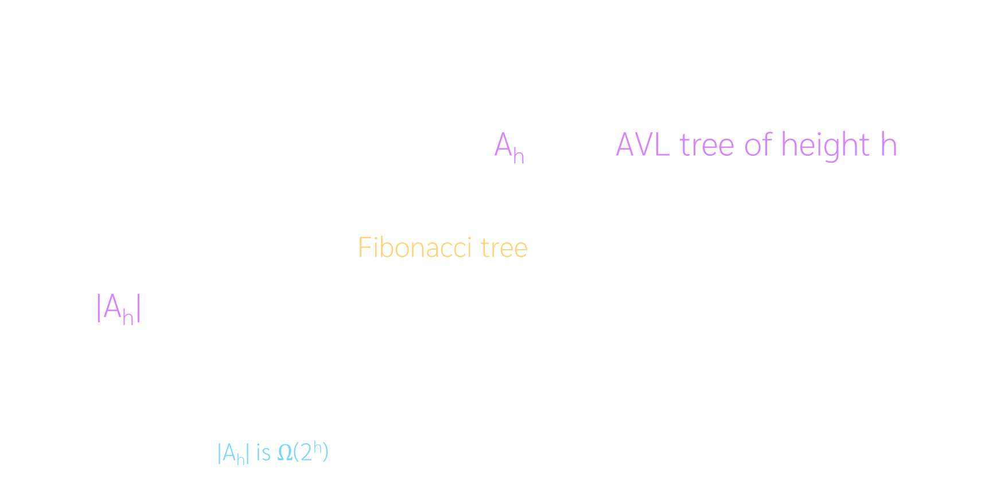 A_h AVL tree of height h
Fibonacci tree
|A_h|
|A_h| is Ω(2^h)